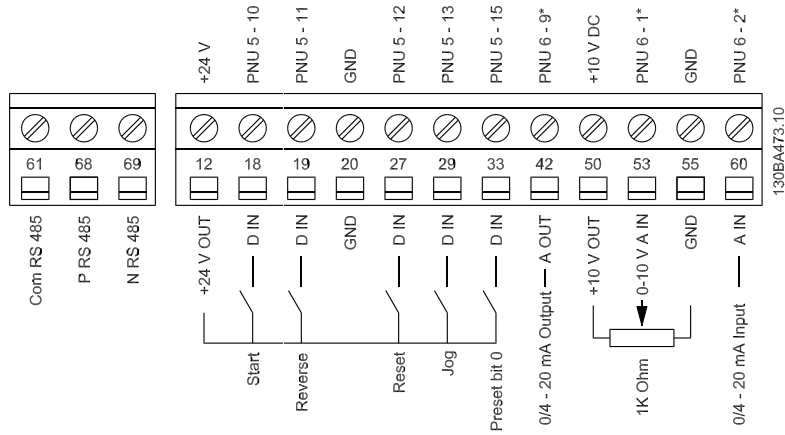 +24 V
PNU 5 - 10
PNU 5 - 11
GND
PNU 5 - 12
PNU 5 - 13
PNU 5 - 15
PNU 6 - 9*
+10 V DC
PNU 6 - 1*
GND
PNU 6 - 2*
61 68 69
12 18 19 20 27 29 33 42 50 53 55 60
Com RS 485
P RS 485
N RS 485
+24 V OUT
D IN
D IN
GND
D IN
D IN
D IN
A OUT
+10 V OUT
0-10 V A IN
GND
A IN
Start
Reverse
Reset
Jog
Preset bit 0
0/4 - 20 mA Output
1K Ohm
0/4 - 20 mA Input
130BA473.10